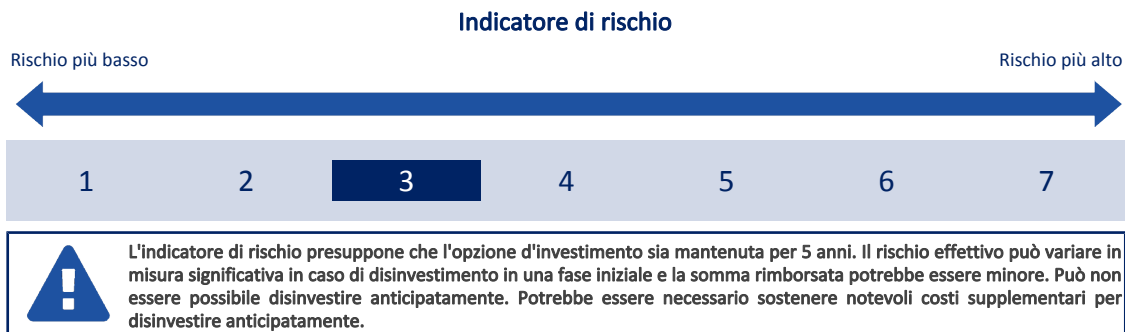 Indicatore di rischio
Rischio più basso
Rischio più alto
1 2 3 4 5 6 7
L'indicatore di rischio presuppone che l'opzione d'investimento sia mantenuta per 5 anni. Il rischio effettivo può variare in
misura significativa in caso di disinvestimento in una fase iniziale e la somma rimborsata potrebbe essere minore. Può non
essere possibile disinvestire anticipatamente. Potrebbe essere necessario sostenere notevoli costi supplementari per
disinvestire anticipatamente.